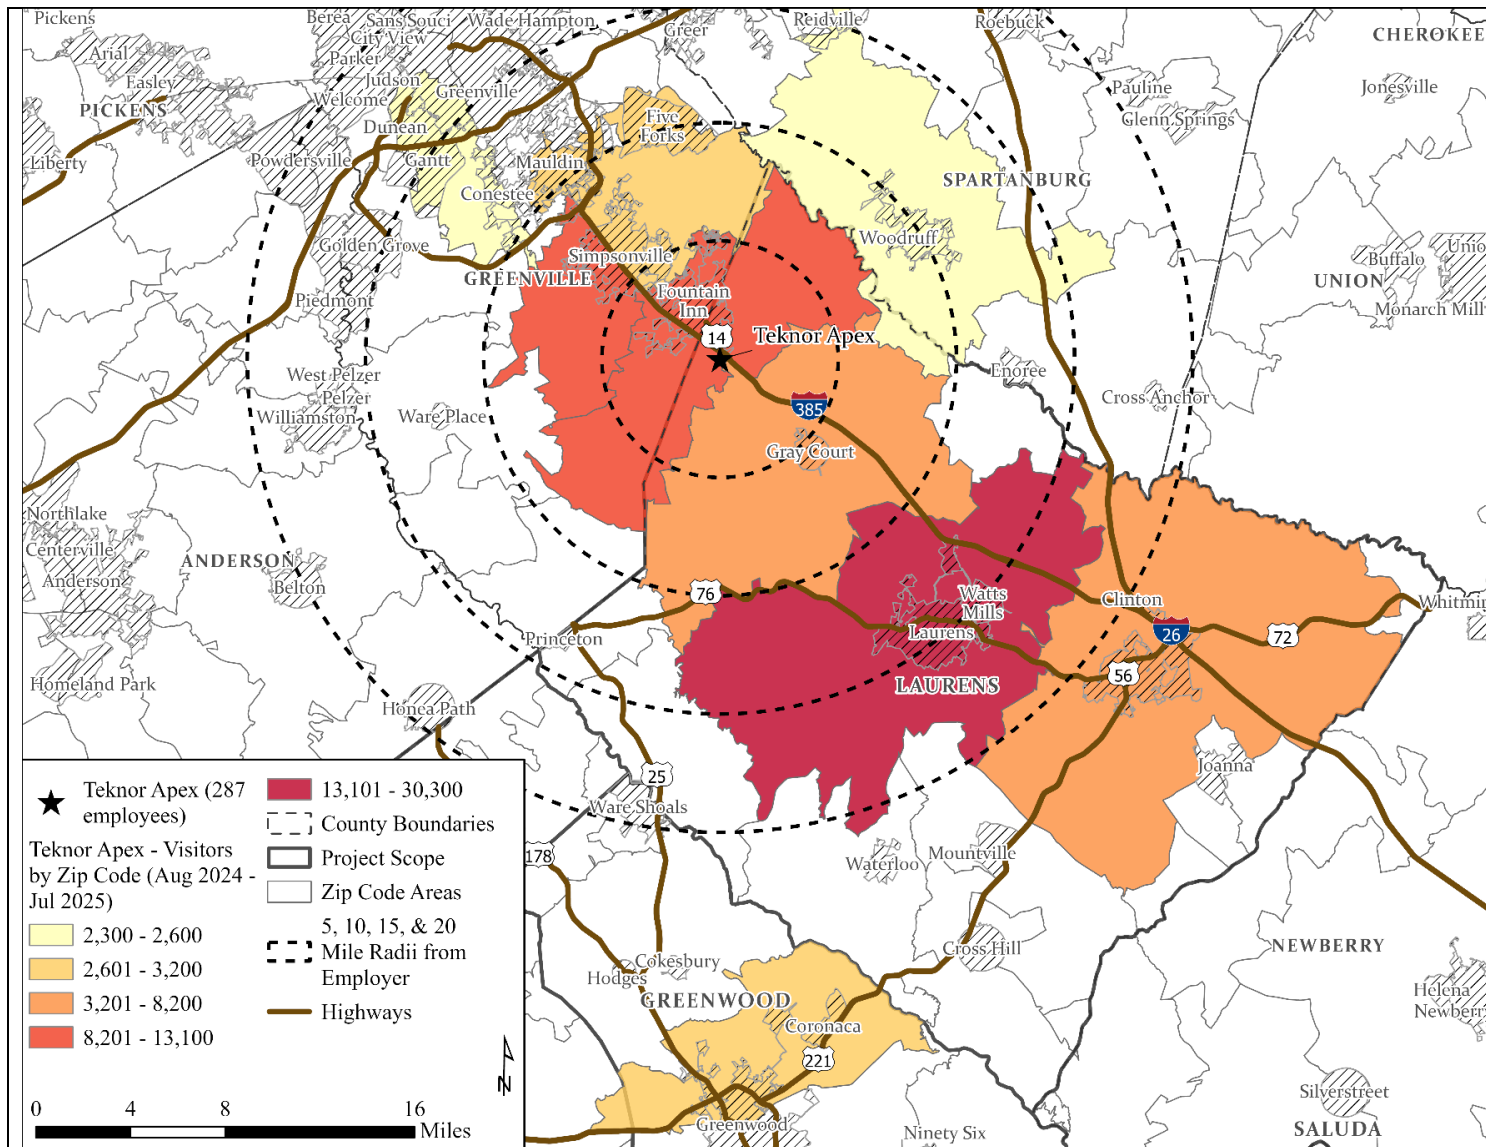 Pickens
Berea
Sans Souci
Wade Hampton
City View
Greer
Reidville
Roebuck
CHEROKEE
Arial
Parker
Easley
Judson
Greenville
Welcome
PICKENS
Pauline
Jonesville
Glenn Springs
Five
Forks
Dunean
Liberty
Powdersville
Gantt
Mauldin
Conestee
SPARTANBURG
Golden Grove
Simpsonville
Woodruff
GREENVILLE
Buffalo
UNION
Monarch Mill
Piedmont
Fountain
Inn
14
Teknor Apex
West Pelzer
Pelzer
Williamston
Ware Place
Enoree
Cross Anchor
385
Gray Court
Northlake
Centerville
ANDERSON
Anderson
Belton
76
Watts
Mills
Clinton
Laurens
26
72
Princeton
56
LAURENS
Homeland Park
Honea Path
Joanna
25
Ware Shoals
178
Waterloo
Mountville
Cross Hill
NEWBERRY
Cokesbury
Hodges
GREENWOOD
Coronaca
221
Helena
Newberr
Greenwood
Ninety Six
Silverstreet
SALUDA
Teknor Apex (287
employees)
Teknor Apex - Visitors
by Zip Code (Aug 2024 -
Jul 2025)
2,300 - 2,600
2,601 - 3,200
3,201 - 8,200
8,201 - 13,100
13,101 - 30,300
County Boundaries
Project Scope
Zip Code Areas
5, 10, 15, & 20
Mile Radii from
Employer
Highways
N
0 4 8 16
Miles